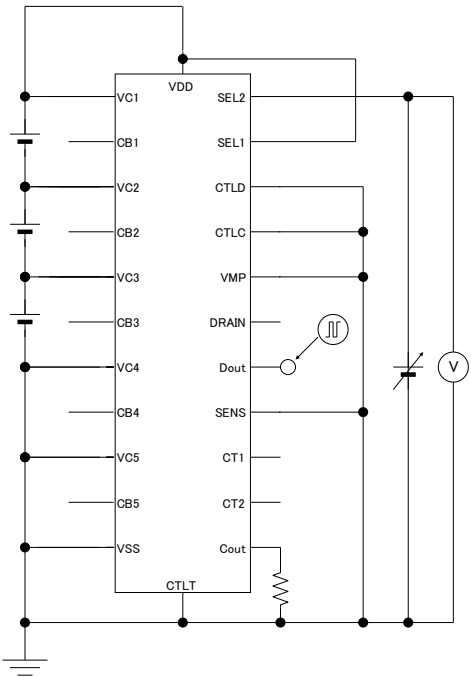 VDD
VC1 SEL2
CB1 SEL1
VC2 CTLD
CB2 CTLC
VC3 VMP
CB3 DRAIN
VC4 Dout
V
CB4 SENS
VC5 CT1
CB5 CT2
VSS Cout
CTLT